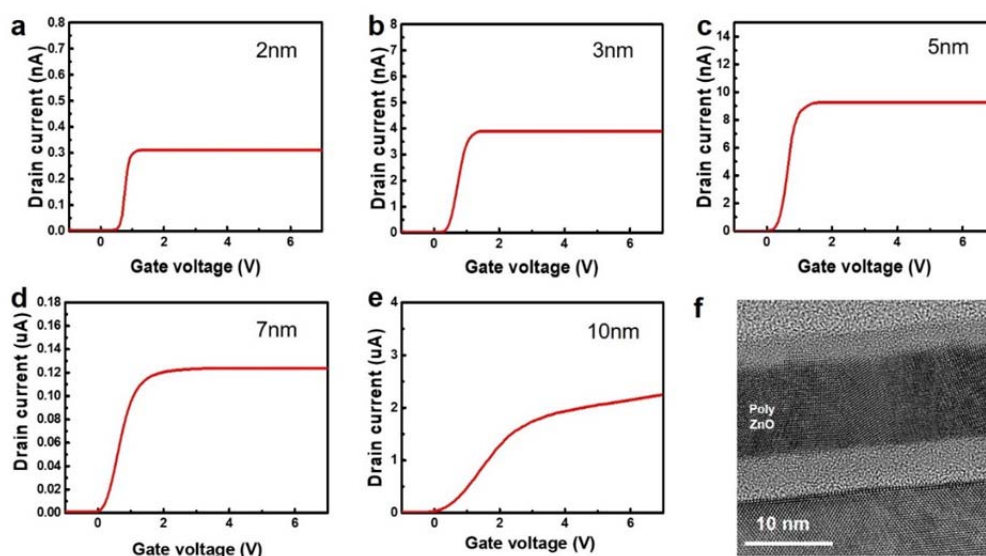 a
2nm
Drain current (nA)
0.8
0.7
0.6
0.5
0.4
0.3
0.2
0.1
0.0
0 2 4 6
Gate voltage (V)
b
3nm
Drain current (nA)
8
7
6
5
4
3
2
1
0
0 2 4 6
Gate voltage (V)
c
5nm
Drain current (nA)
14
12
10
8
6
4
2
0
0 2 4 6
Gate voltage (V)
d
7nm
Drain current (uA)
0.18
0.16
0.14
0.12
0.10
0.08
0.06
0.04
0.02
0.00
0 2 4 6
Gate voltage (V)
e
10nm
Drain current (uA)
4
3
2
1
0
0 2 4 6
Gate voltage (V)
f
Poly
ZnO
10 nm